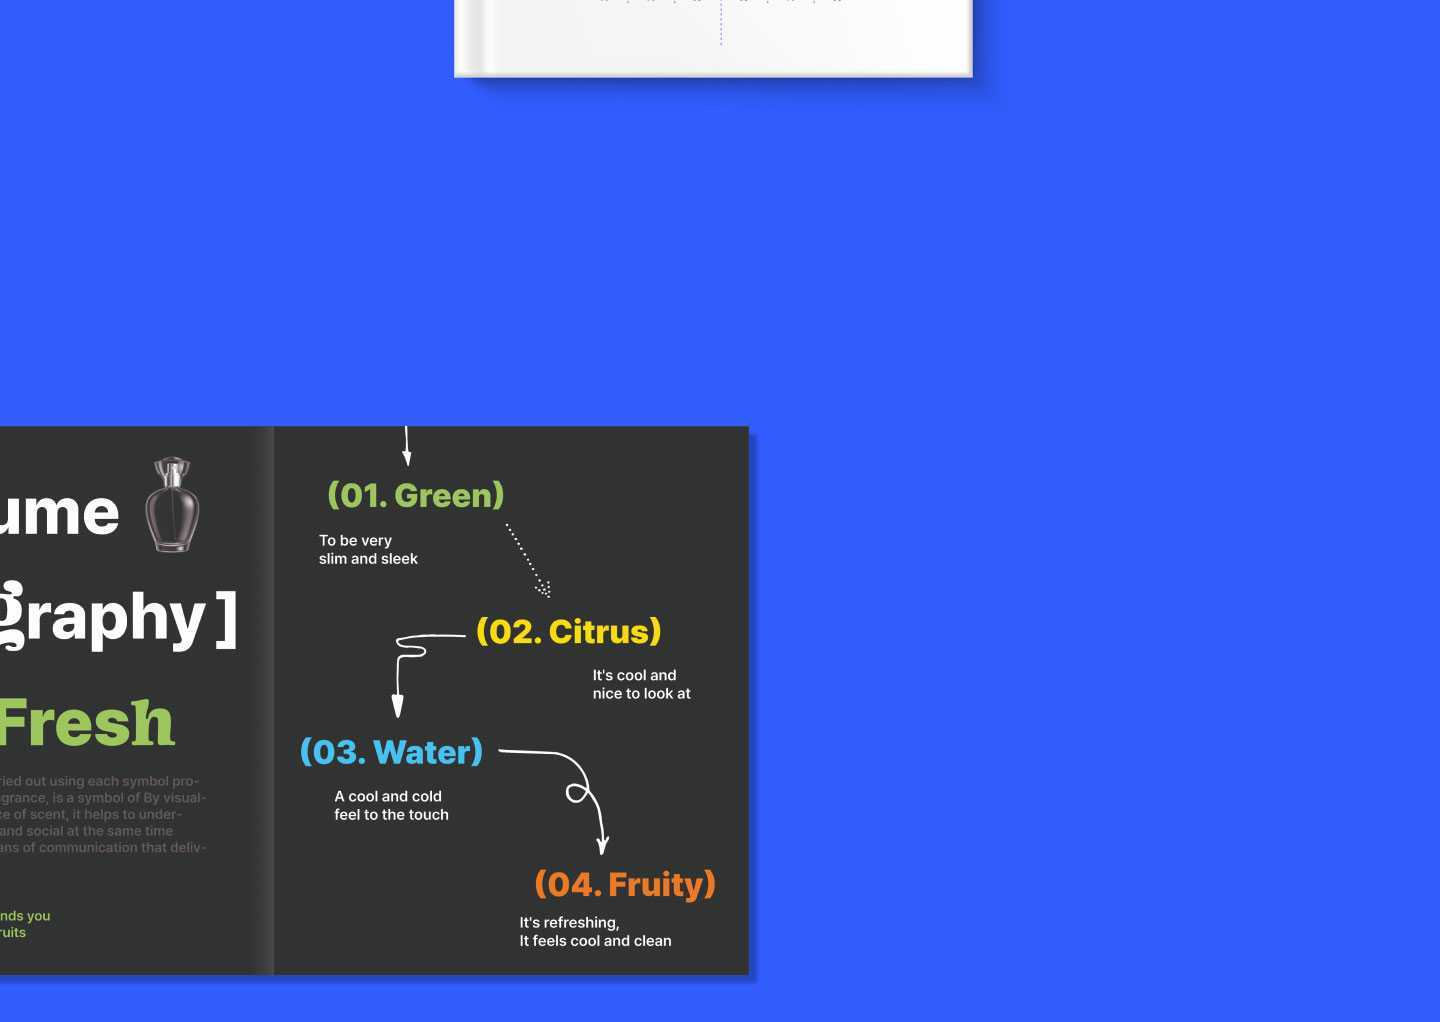 ume
graphy]
Fresh
ried out using each symbol pro-
grance, is a symbol of By visual-
ce of scent, it helps to under-
and social at the same time
ans of communication that deliv-
nds you
ruits
(01. Green)
To be very
slim and sleek
(02. Citrus)
It's cool and
nice to look at
(03. Water)
A cool and cold
feel to the touch
(04. Fruity)
It's refreshing,
It feels cool and clean